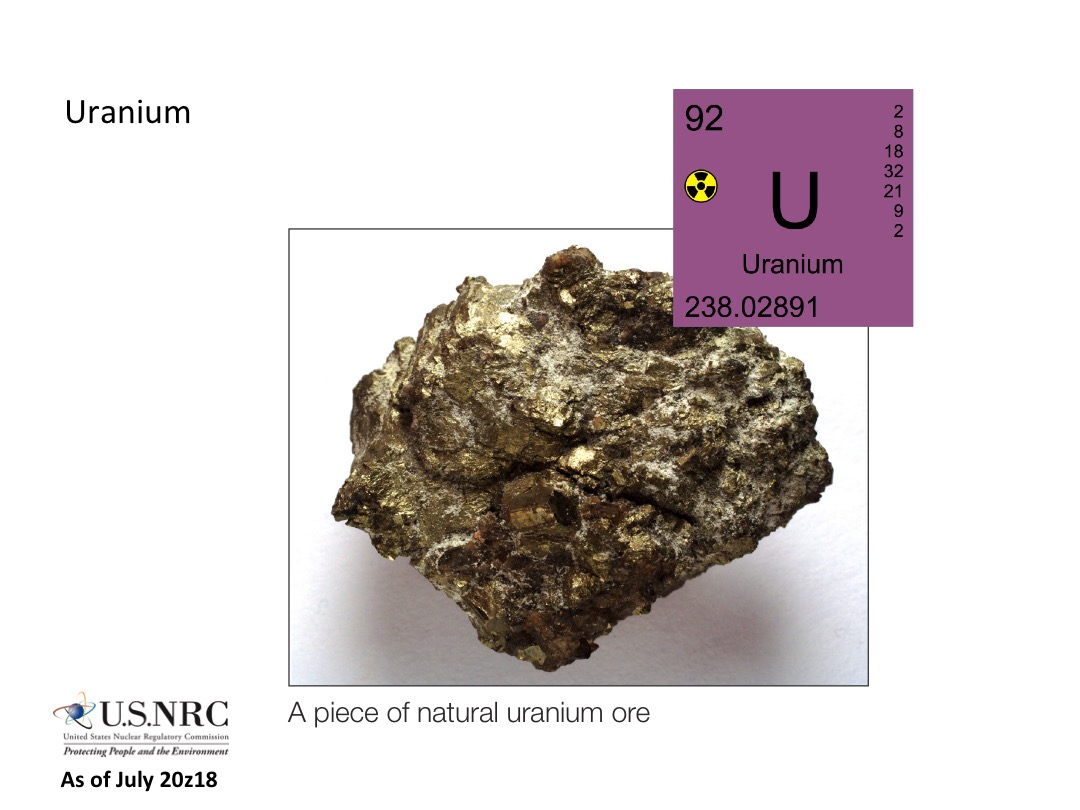 Uranium
92
2
8
18
32
21
9
2
U
Uranium
238.02891
A piece of natural uranium ore
U.S.NRC
United States Nuclear Regulatory Commission
Protecting People and the Environment
As of July 20z18